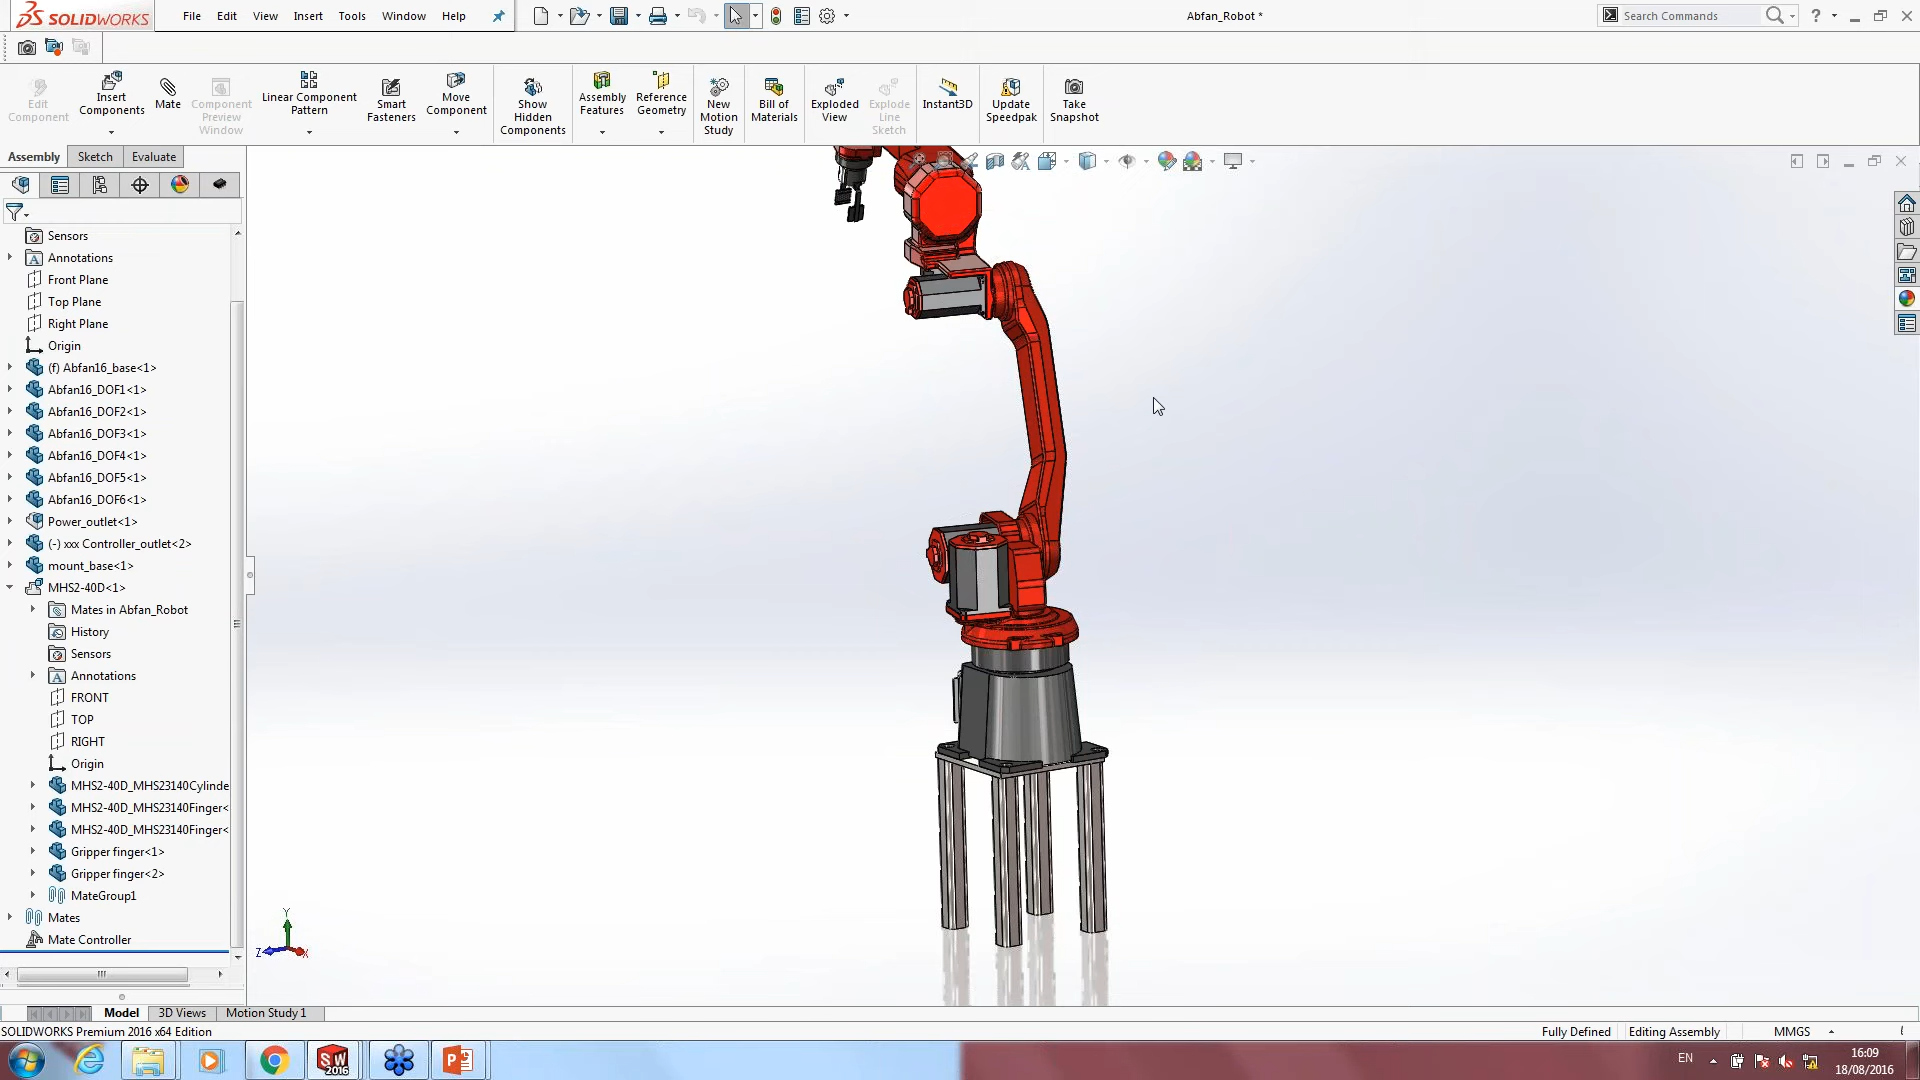 SOLIDWORKS
File Edit View Insert Tools Window Help
Abfan_Robot *
Search Commands
?
Edit Component
Insert Components
Mate
Component Preview Window
Linear Component Pattern
Smart Fasteners
Move Component
Show Hidden Components
Assembly Features
Reference Geometry
New Motion Study
Bill of Materials
Exploded View
Explode Line Sketch
Instant3D
Update Speedpak
Take Snapshot
Assembly Sketch Evaluate
Sensors
Annotations
Front Plane
Top Plane
Right Plane
Origin
(f) Abfan16_base<1>
Abfan16_DOF1<1>
Abfan16_DOF2<1>
Abfan16_DOF3<1>
Abfan16_DOF4<1>
Abfan16_DOF5<1>
Abfan16_DOF6<1>
Power_outlet<1>
(-) xxx Controller_outlet<2>
mount_base<1>
MHS2-40D<1>
Mates in Abfan_Robot
History
Sensors
Annotations
FRONT
TOP
RIGHT
Origin
MHS2-40D_MHS23140Cylinde
MHS2-40D_MHS23140Finger<
MHS2-40D_MHS23140Finger<
Gripper finger<1>
Gripper finger<2>
MateGroup1
Mates
Mate Controller
Y
Z X
Model 3D Views Motion Study 1
SOLIDWORKS Premium 2016 x64 Edition
Fully Defined Editing Assembly MMGS
SW 2016
EN
16:09
18/08/2016